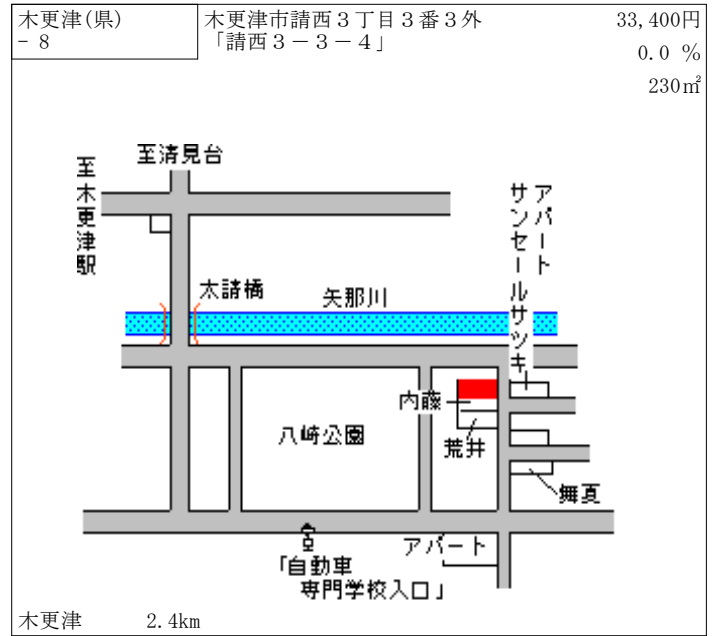 木更津(県)
- 8
木更津市請西3丁目3番3外
「請西3-3-4」
33,400円
0.0 %
230㎡
至清見台
至木更津駅
アパート
サンセールサツキ
太請橋
矢那川
内藤
荒井
八崎公園
舞夏
アパート
「自動車
専門学校入口」
木更津 2.4km